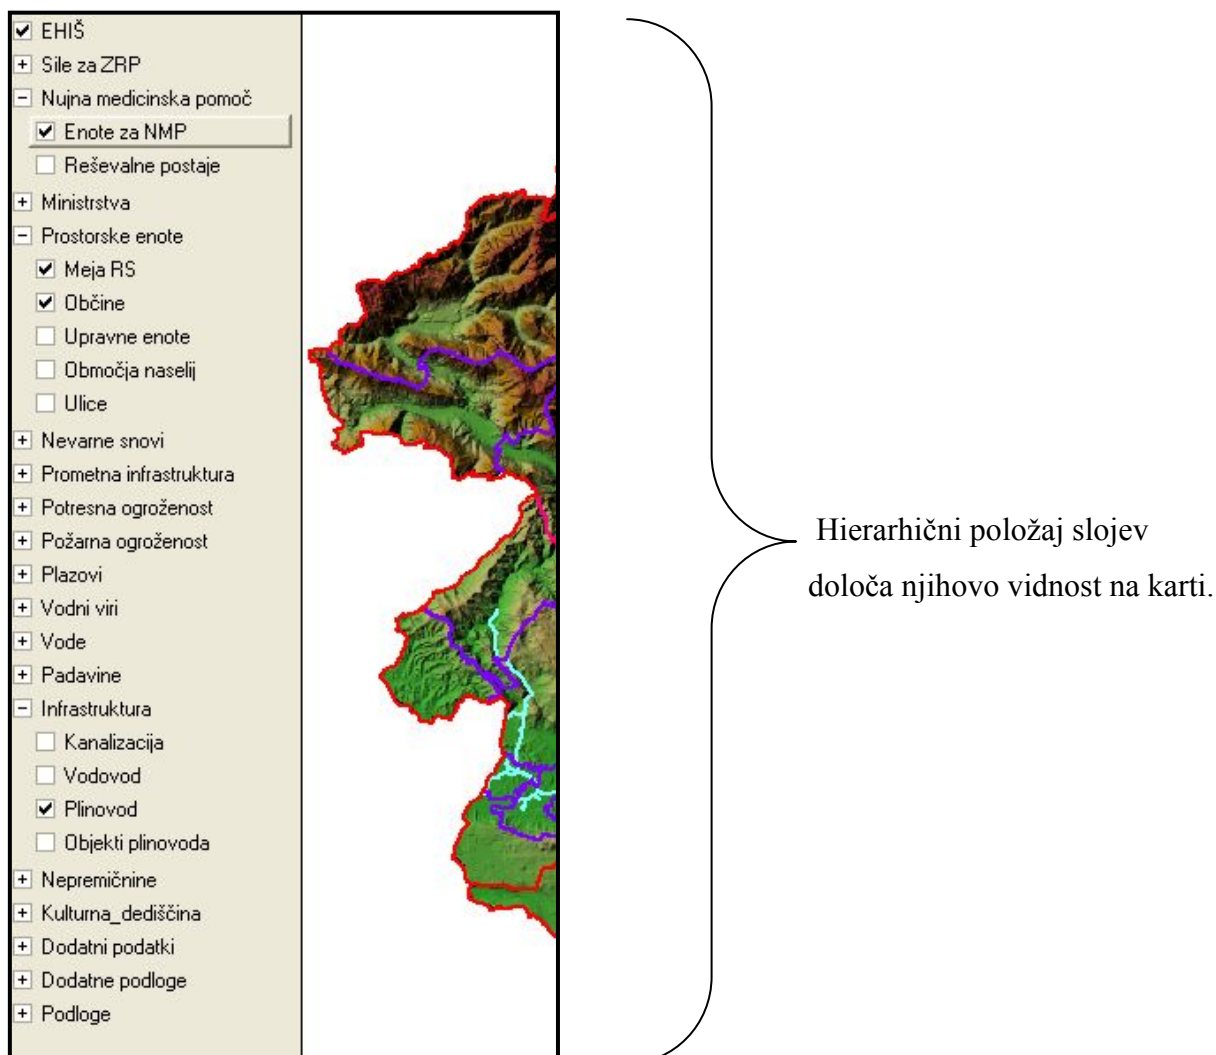 EHIŠ
Sile za ZRP
Nujna medicinska pomoč
Enote za NMP
Reševalne postaje
Ministrstva
Prostorske enote
Meja RS
Občine
Upravne enote
Območja naselij
Ulice
Nevarne snovi
Prometna infrastruktura
Potresna ogroženost
Požarna ogroženost
Plazovi
Vodni viri
Vode
Padavine
Infrastruktura
Kanalizacija
Vodovod
Plinovod
Objekti plinovoda
Nepremičnine
Kulturna_dediščina
Dodatni podatki
Dodatne podloge
Podloge
Hierarhični položaj slojev
določa njihovo vidnost na karti.